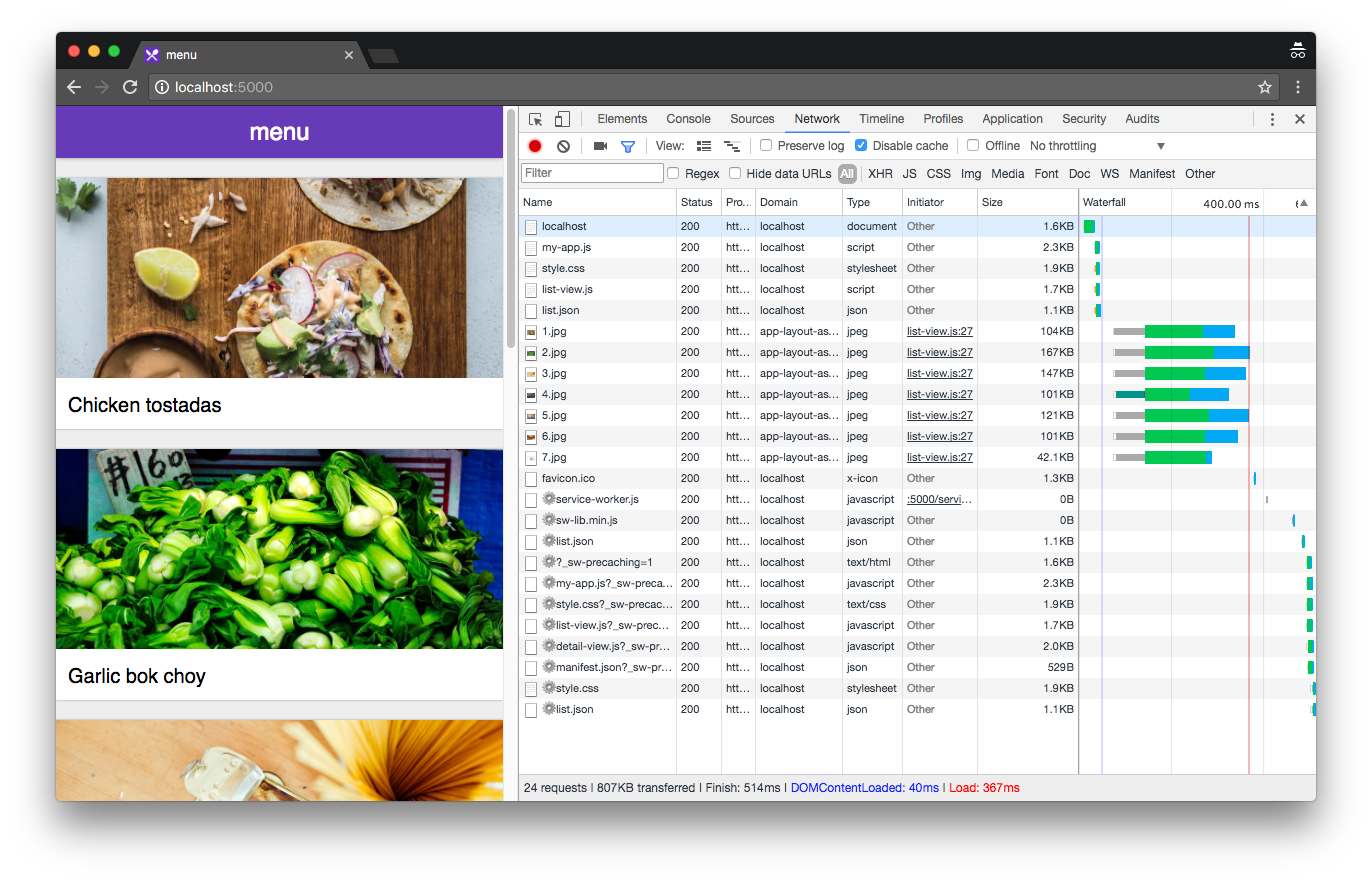 menu
localhost:5000
menu
Chicken tostadas
#160
Garlic bok choy
Elements Console Sources Network Timeline Profiles Application Security Audits
View: Preserve log Disable cache Offline No throttling
Filter Regex Hide data URLs All XHR JS CSS Img Media Font Doc WS Manifest Other
Name Status Pro... Domain Type Initiator Size Waterfall 400.00 ms
localhost 200 htt... localhost document Other 1.6KB
my-app.js 200 htt... localhost script Other 2.3KB
style.css 200 htt... localhost stylesheet Other 1.9KB
list-view.js 200 htt... localhost script Other 1.7KB
list.json 200 htt... localhost json Other 1.1KB
1.jpg 200 htt... app-layout-as... jpeg list-view.js:27 104KB
2.jpg 200 htt... app-layout-as... jpeg list-view.js:27 167KB
3.jpg 200 htt... app-layout-as... jpeg list-view.js:27 147KB
4.jpg 200 htt... app-layout-as... jpeg list-view.js:27 101KB
5.jpg 200 htt... app-layout-as... jpeg list-view.js:27 121KB
6.jpg 200 htt... app-layout-as... jpeg list-view.js:27 101KB
7.jpg 200 htt... app-layout-as... jpeg list-view.js:27 42.1KB
favicon.ico 200 htt... localhost x-icon Other 1.3KB
service-worker.js 200 htt... localhost javascript :5000/servi... 0B
sw-lib.min.js 200 htt... localhost javascript Other 0B
list.json 200 htt... localhost json Other 1.1KB
?_sw-precaching=1 200 htt... localhost text/html Other 1.6KB
my-app.js?_sw-preca... 200 htt... localhost javascript Other 2.3KB
style.css?_sw-precac... 200 htt... localhost text/css Other 1.9KB
list-view.js?_sw-prec... 200 htt... localhost javascript Other 1.7KB
detail-view.js?_sw-pr... 200 htt... localhost javascript Other 2.0KB
manifest.json?_sw-pr... 200 htt... localhost json Other 529B
style.css 200 htt... localhost stylesheet Other 1.9KB
list.json 200 htt... localhost json Other 1.1KB
24 requests | 807KB transferred | Finish: 514ms | DOMContentLoaded: 40ms | Load: 367ms